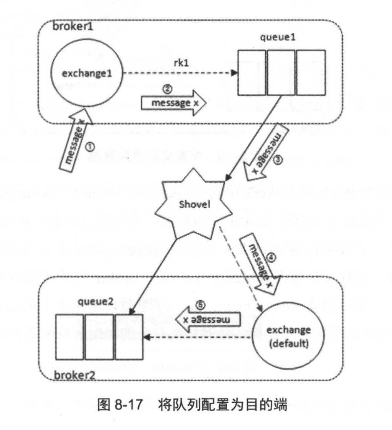 broker1
queue1
exchange1
rk1
②
message x
message x
①
message x
③
Shovel
message x
④
queue2
⑤
message x
exchange
(default)
broker2
图 8-17 将队列配置为目的端